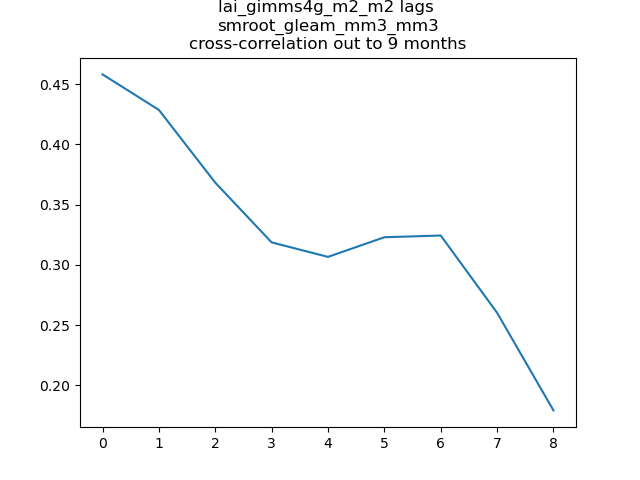 lai_gimms4g_m2_m2 lags
smroot_gleam_mm3_mm3
cross-correlation out to 9 months
0.45
0.40
0.35
0.30
0.25
0.20
0 1 2 3 4 5 6 7 8